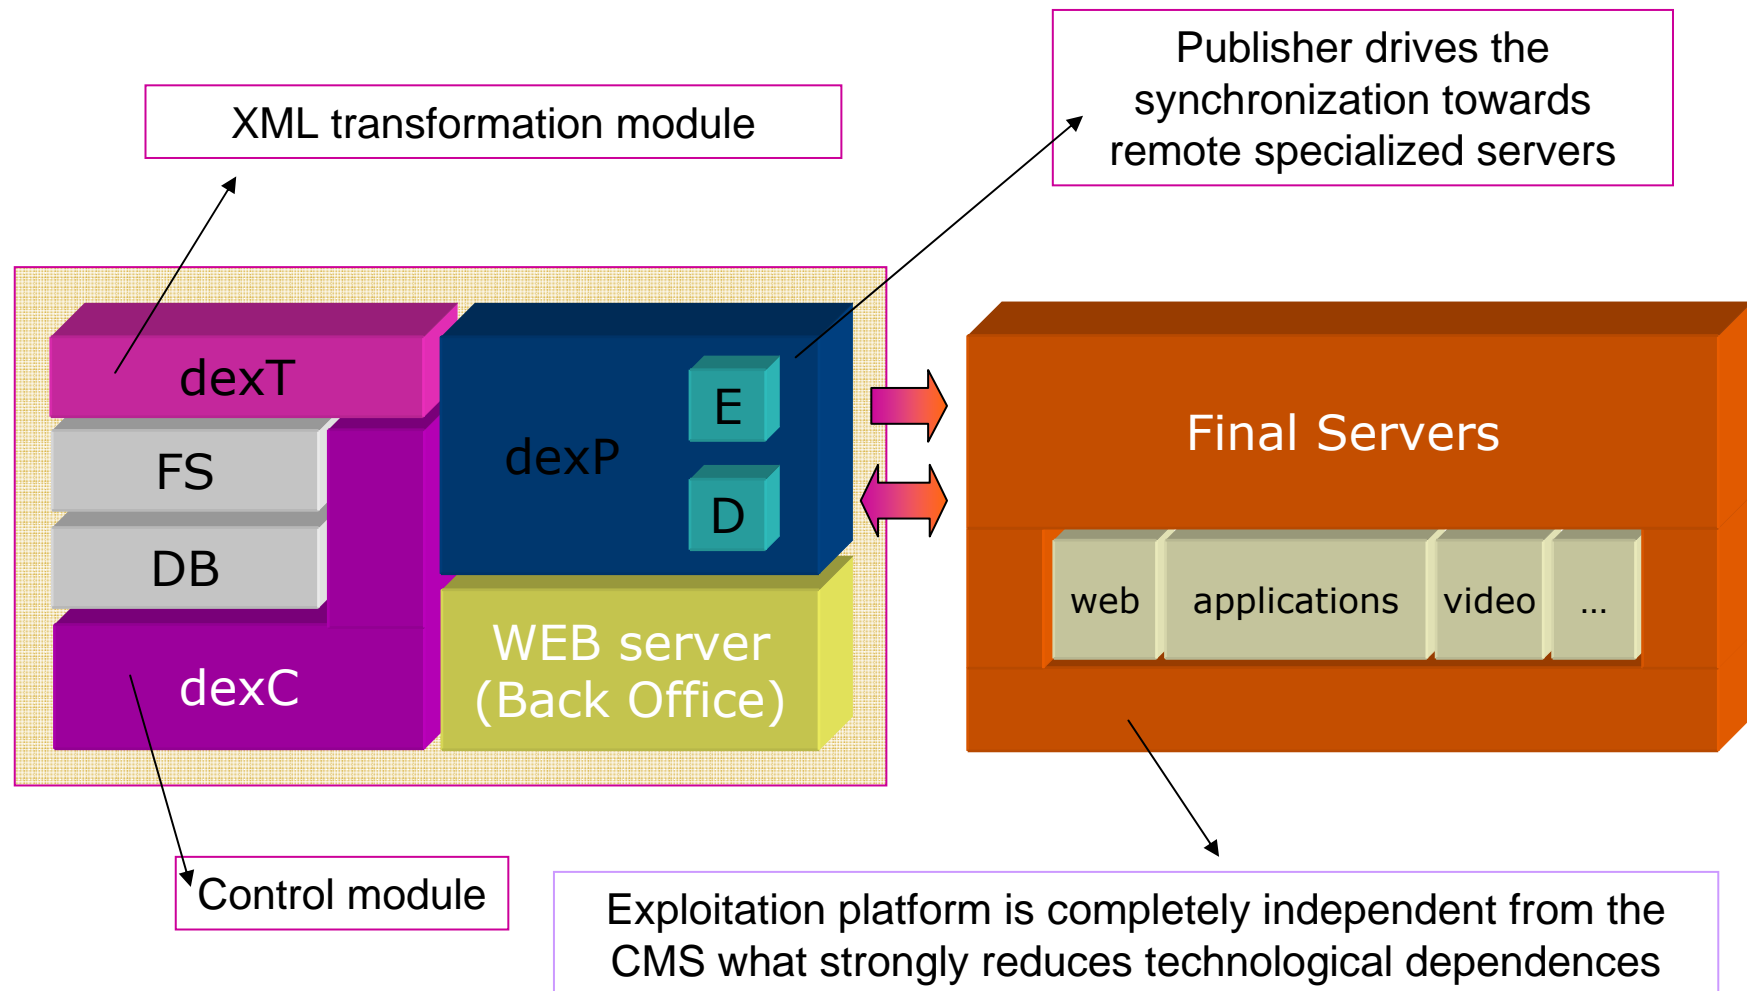 Publisher drives the
synchronization towards
remote specialized servers
XML transformation module
dexT
FS
DB
dexC
dexP
E
D
WEB server
(Back Office)
Final Servers
web
applications
video
...
Control module
Exploitation platform is completely independent from the
CMS what strongly reduces technological dependences